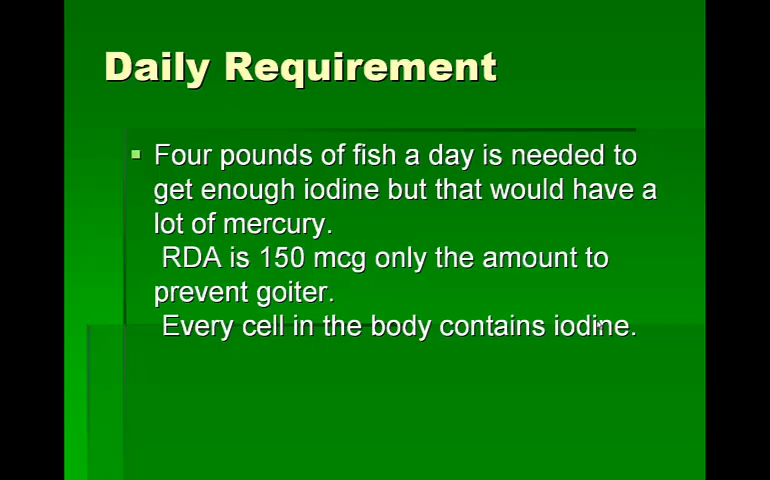 Daily Requirement
Four pounds of fish a day is needed to
get enough iodine but that would have a
lot of mercury.
RDA is 150 mcg only the amount to
prevent goiter.
Every cell in the body contains iodine.